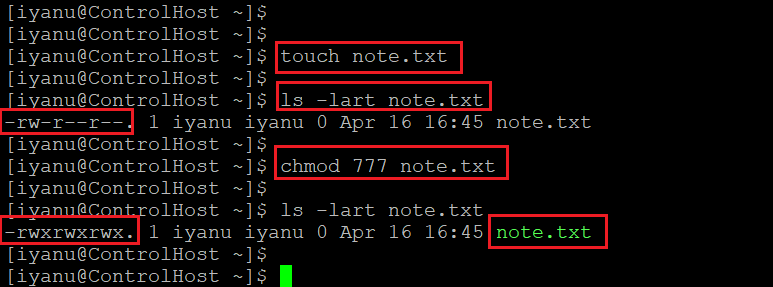 [iyanu@ControlHost ~]$
[iyanu@ControlHost ~]$
[iyanu@ControlHost ~]$ touch note.txt
[iyanu@ControlHost ~]$
[iyanu@ControlHost ~]$ ls -lart note.txt
-rw-r--r--. 1 iyanu iyanu 0 Apr 16 16:45 note.txt
[iyanu@ControlHost ~]$
[iyanu@ControlHost ~]$ chmod 777 note.txt
[iyanu@ControlHost ~]$
[iyanu@ControlHost ~]$ ls -lart note.txt
-rwxrwxrwx. 1 iyanu iyanu 0 Apr 16 16:45 note.txt
[iyanu@ControlHost ~]$
[iyanu@ControlHost ~]$